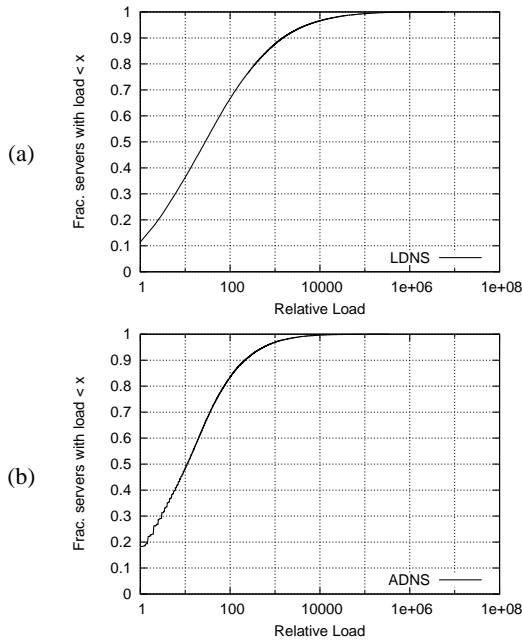 (a)
Frac. servers with load < x
1
0.9
0.8
0.7
0.6
0.5
0.4
0.3
0.2
0.1
0
LDNS
1 100 10000 1e+06 1e+08
Relative Load
(b)
Frac. servers with load < x
1
0.9
0.8
0.7
0.6
0.5
0.4
0.3
0.2
0.1
0
ADNS
1 100 10000 1e+06 1e+08
Relative Load